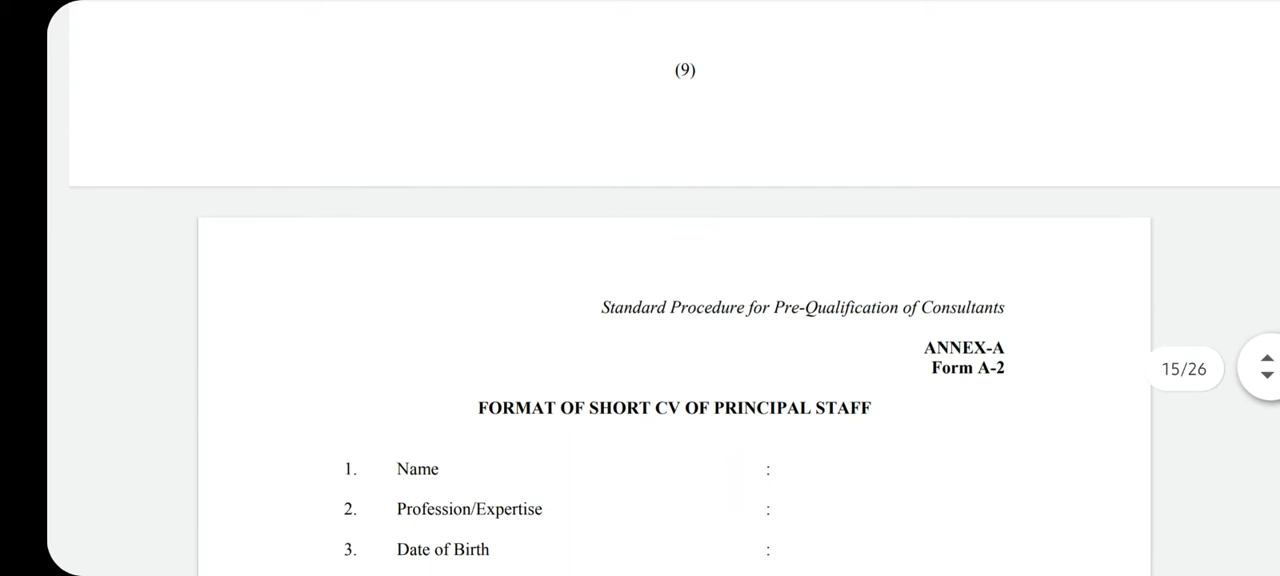 (9)
Standard Procedure for Pre-Qualification of Consultants
ANNEX-A
Form A-2
15/26
FORMAT OF SHORT CV OF PRINCIPAL STAFF
1. Name :
2. Profession/Expertise :
3. Date of Birth :